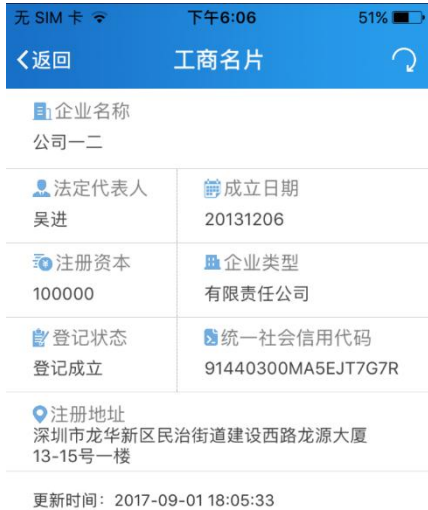 无 SIM 卡 下午6:06 51%
返回 工商名片
企业名称
公司一二
法定代表人 成立日期
吴进 20131206
注册资本 企业类型
100000 有限责任公司
登记状态 统一社会信用代码
登记成立 91440300MA5EJT7G7R
注册地址
深圳市龙华新区民治街道建设西路龙源大厦
13-15号一楼
更新时间：2017-09-01 18:05:33